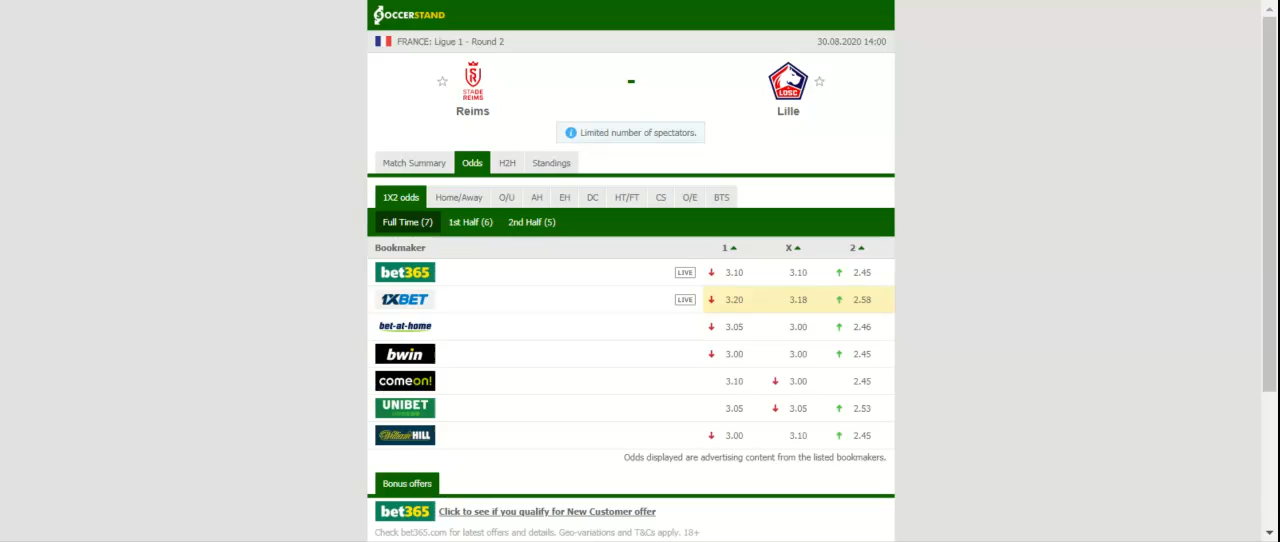 SOCCERSTAND
FRANCE: Ligue 1 - Round 2 30.08.2020 14:00
STADE
REIMS
LOSC
-
Reims Lille
Limited number of spectators.
Match Summary Odds H2H Standings
1X2 odds Home/Away O/U AH EH DC HT/FT CS O/E BTS
Full Time (7) 1st Half (6) 2nd Half (5)
Bookmaker 1 X 2
bet365 LIVE 3.10 3.10 2.45
1XBET LIVE 3.20 3.18 2.58
bet-at-home 3.05 3.00 2.46
bwin 3.00 3.00 2.45
comeon! 3.10 3.00 2.45
UNIBET 3.05 3.05 2.53
William HILL 3.00 3.10 2.45
Odds displayed are advertising content from the listed bookmakers.
Bonus offers
bet365 Click to see if you qualify for New Customer offer
Check bet365.com for latest offers and details. Geo-variations and T&Cs apply. 18+